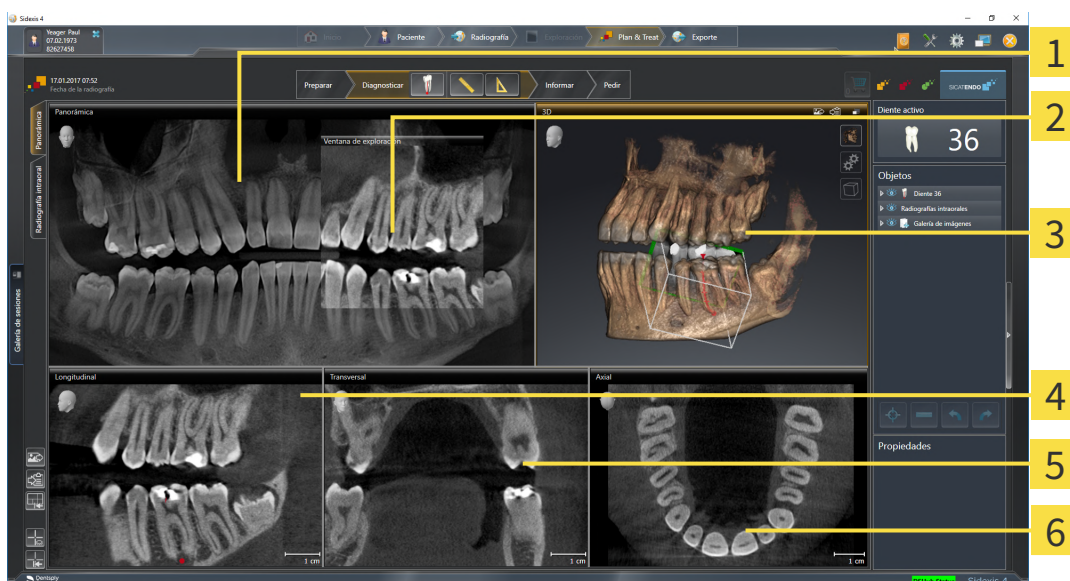 Sidexis 4
Yeager Paul
07.02.1973
82627458
Inicio
Paciente
Radiografía
Exploración
Plan & Treat
Exporte
1
17.01.2017 07:52
Fecha de la radiografía
Preparar
Diagnosticar
Informar
Pedir
SICATENDO
Panorámica
Radiografía intraoral
Galería de sesiones
Panorámica
Ventana de exploración
3D
Diente activo
36
2
Objetos
Diente 36
Radiografías intraorales
Galería de imágenes
3
Longitudinal
Transversal
Axial
4
Propiedades
5
6
1 cm
1 cm
1 cm
Dentsply
Sidexis 4